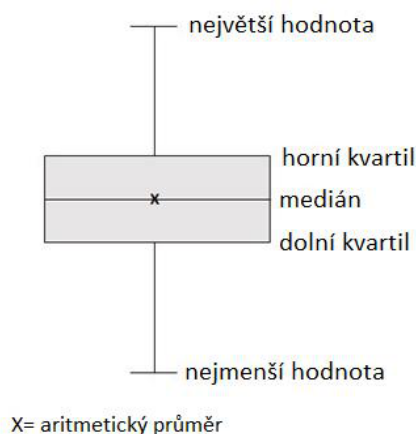 největší hodnota
horní kvartil
x
medián
dolní kvartil
nejmenší hodnota
X= aritmetický průměr